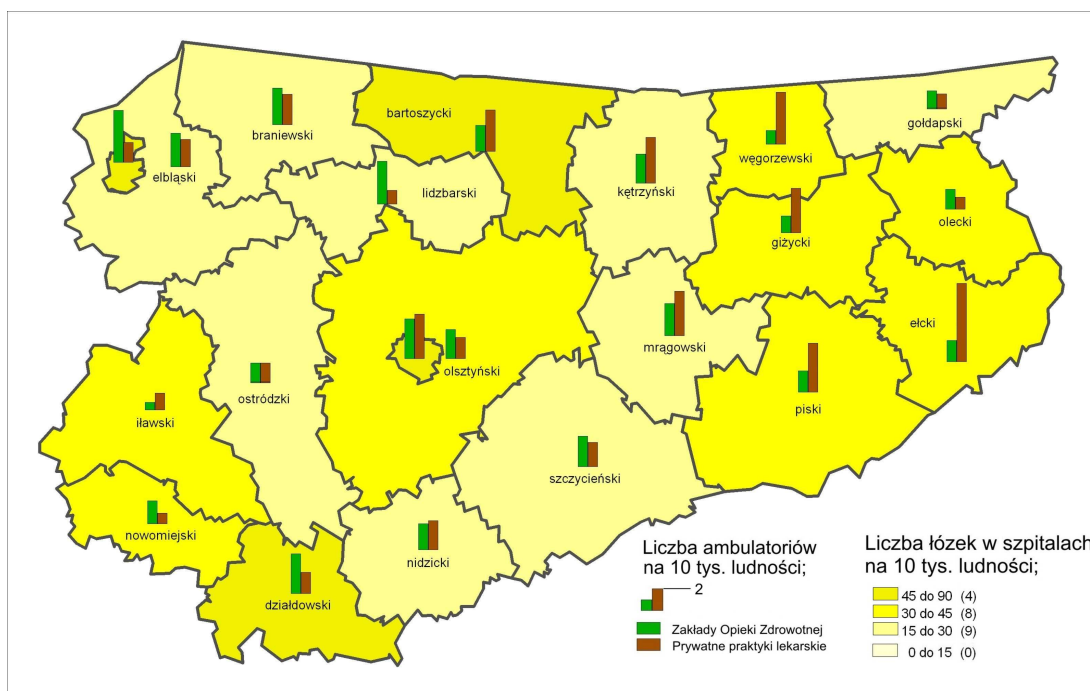 bartoszycki
braniewski
węgorzewski
gołdapski
elbląski
lidzbarski
kętrzyński
olecki
giżycki
ełcki
mrągowski
olsztyński
ostródzki
piski
iławski
szczycieński
nowomiejski
nidzicki
działdowski
Liczba ambulatoriów
na 10 tys. ludności;
2
Zakłady Opieki Zdrowotnej
Prywatne praktyki lekarskie
Liczba łózek w szpitalach
na 10 tys. ludności;
45 do 90 (4)
30 do 45 (8)
15 do 30 (9)
0 do 15 (0)